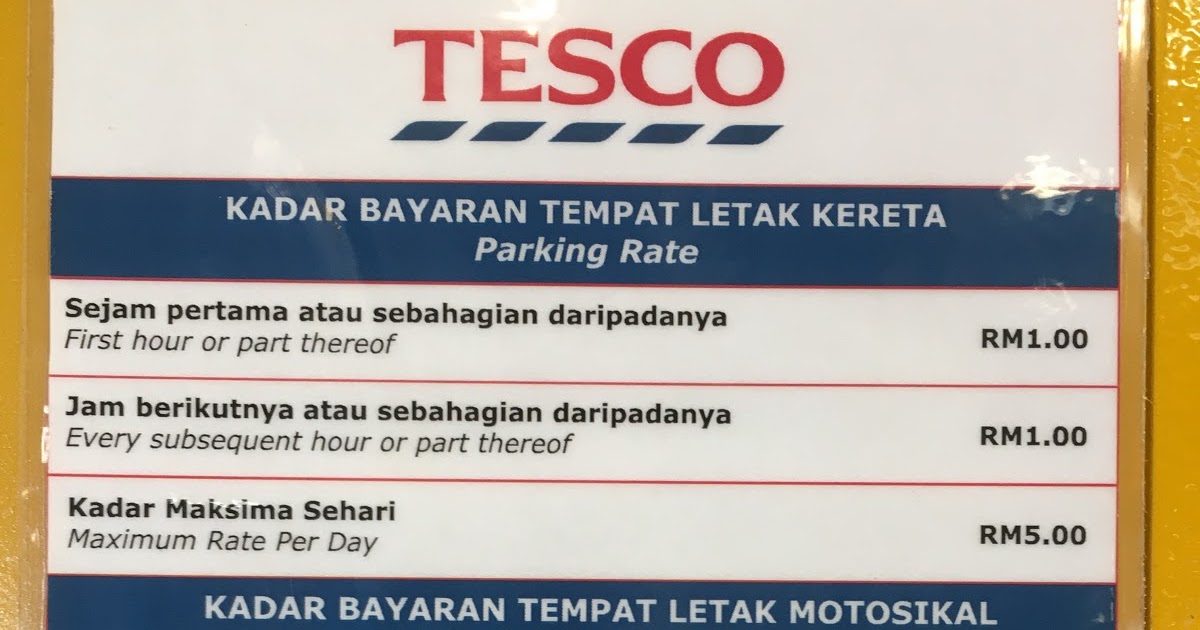 TESCO
KADAR BAYARAN TEMPAT LETAK KERETA
Parking Rate
Sejam pertama atau sebahagian daripadanya
First hour or part thereof
RM1.00
Jam berikutnya atau sebahagian daripadanya
Every subsequent hour or part thereof
RM1.00
Kadar Maksima Sehari
Maximum Rate Per Day
RM5.00
KADAR BAYARAN TEMPAT LETAK MOTOSIKAL